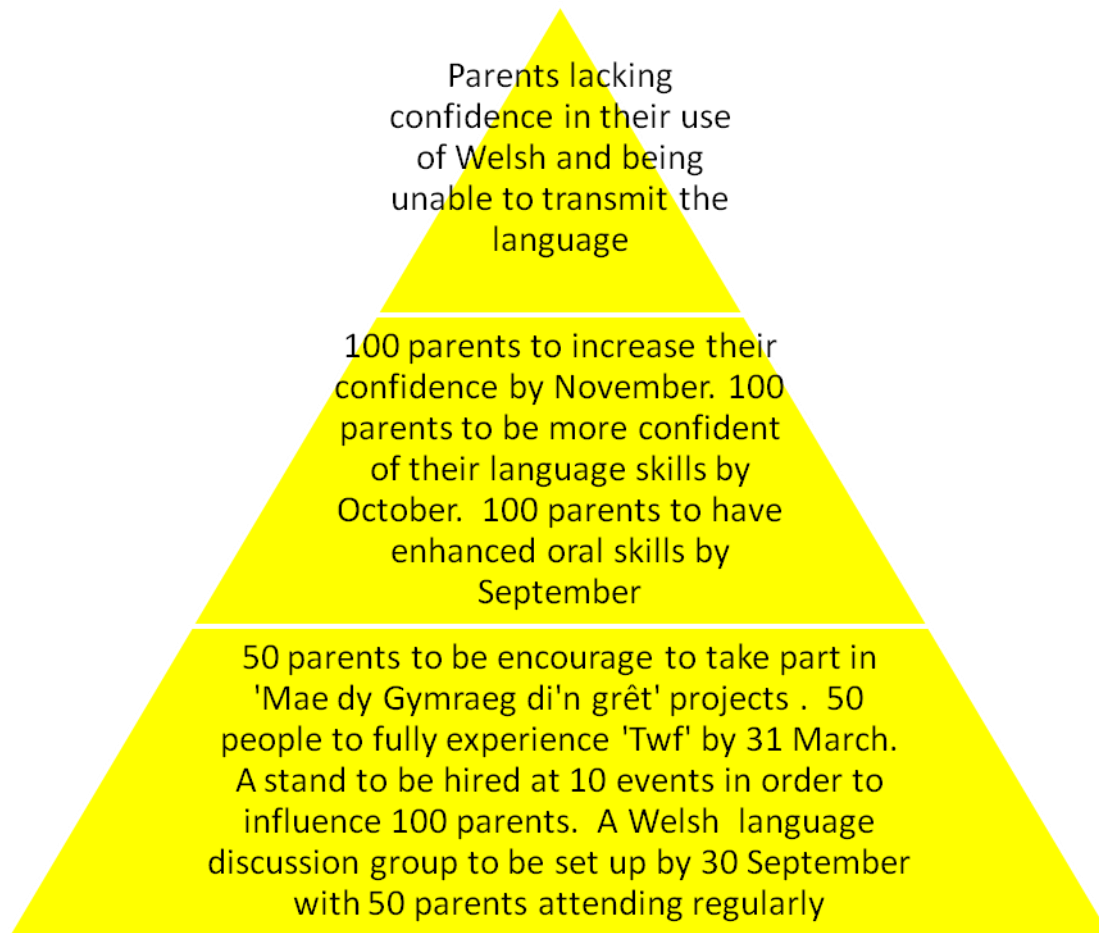 Parents lacking
confidence in their use
of Welsh and being
unable to transmit the
language
100 parents to increase their
confidence by November. 100
parents to be more confident
of their language skills by
October.  100 parents to have
enhanced oral skills by
September
50 parents to be encourage to take part in
'Mae dy Gymraeg di'n grêt' projects .  50
people to fully experience 'Twf' by 31 March.
A stand to be hired at 10 events in order to
influence 100 parents.  A Welsh  language
discussion group to be set up by 30 September
with 50 parents attending regularly